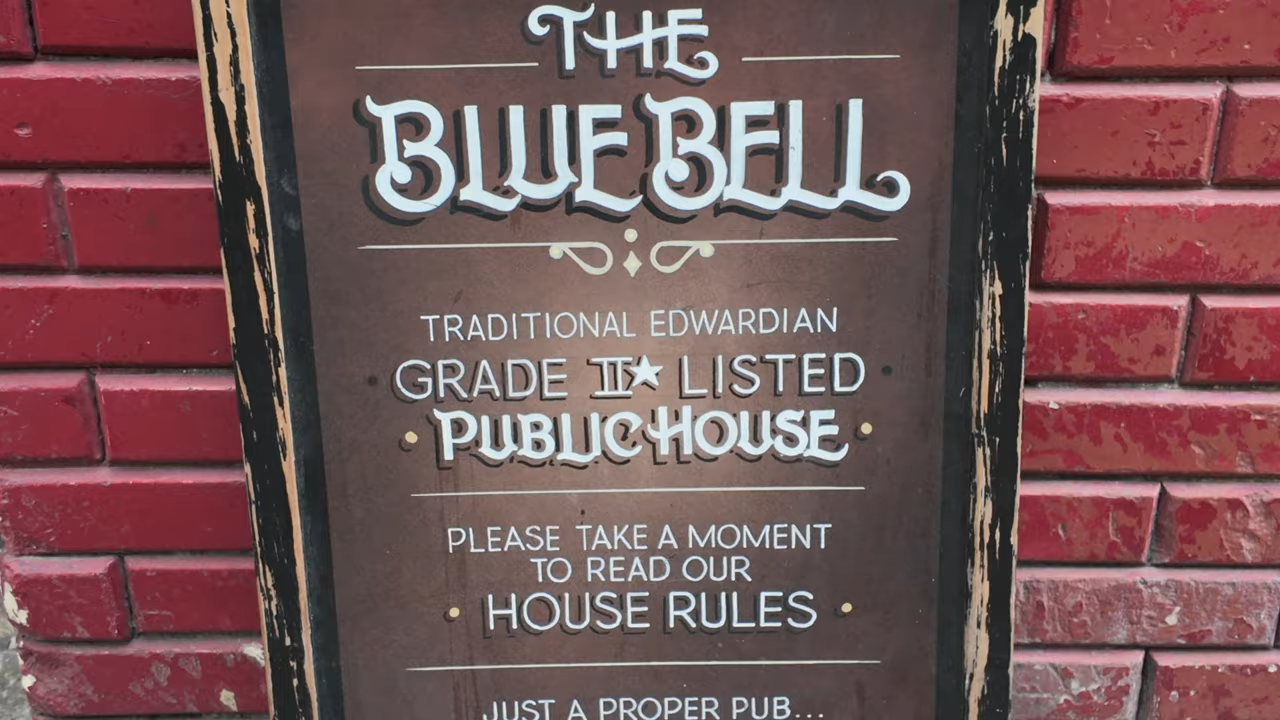 THE
BLUE BELL
TRADITIONAL EDWARDIAN
GRADE II★ LISTED
PUBLIC HOUSE
PLEASE TAKE A MOMENT
TO READ OUR
HOUSE RULES
JUST A PROPER PUB...